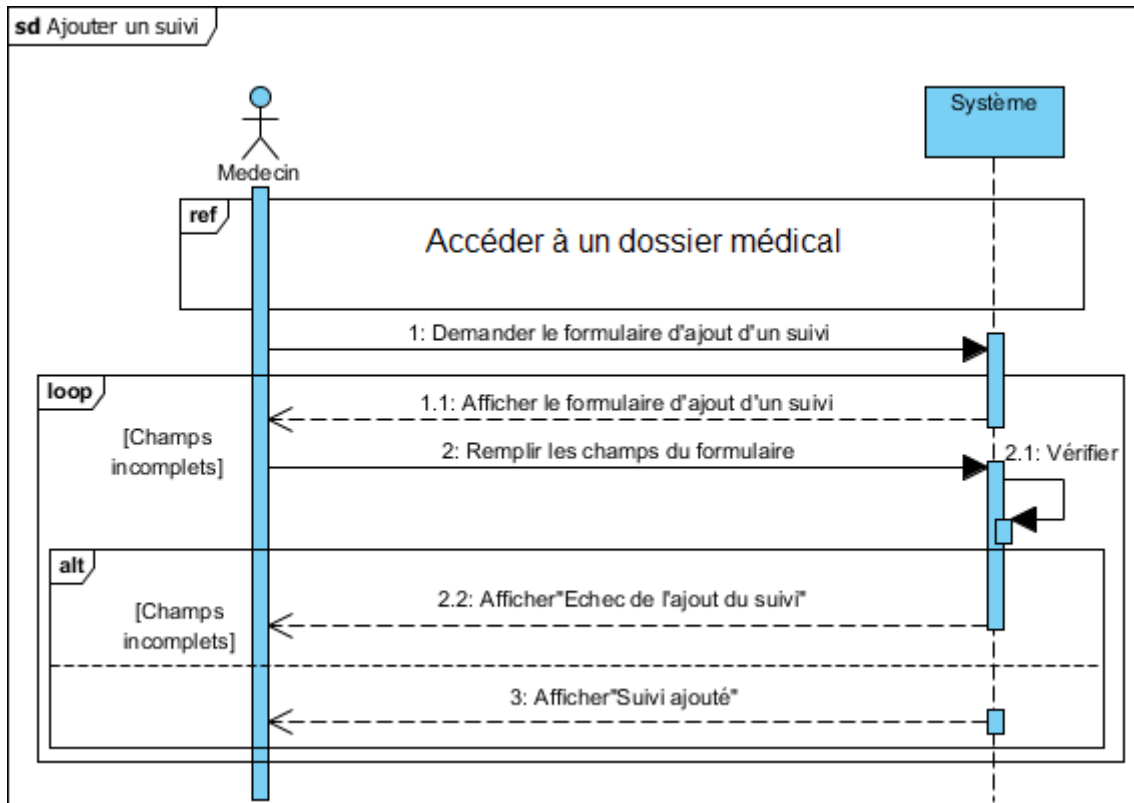 sd Ajouter un suivi
Système
Medecin
ref
Accéder à un dossier médical
1: Demander le formulaire d'ajout d'un suivi
loop
1.1: Afficher le formulaire d'ajout d'un suivi
[Champs
incomplets]
2: Remplir les champs du formulaire
2.1: Vérifier
alt
2.2: Afficher"Echec de l'ajout du suivi"
[Champs
incomplets]
3: Afficher"Suivi ajouté"